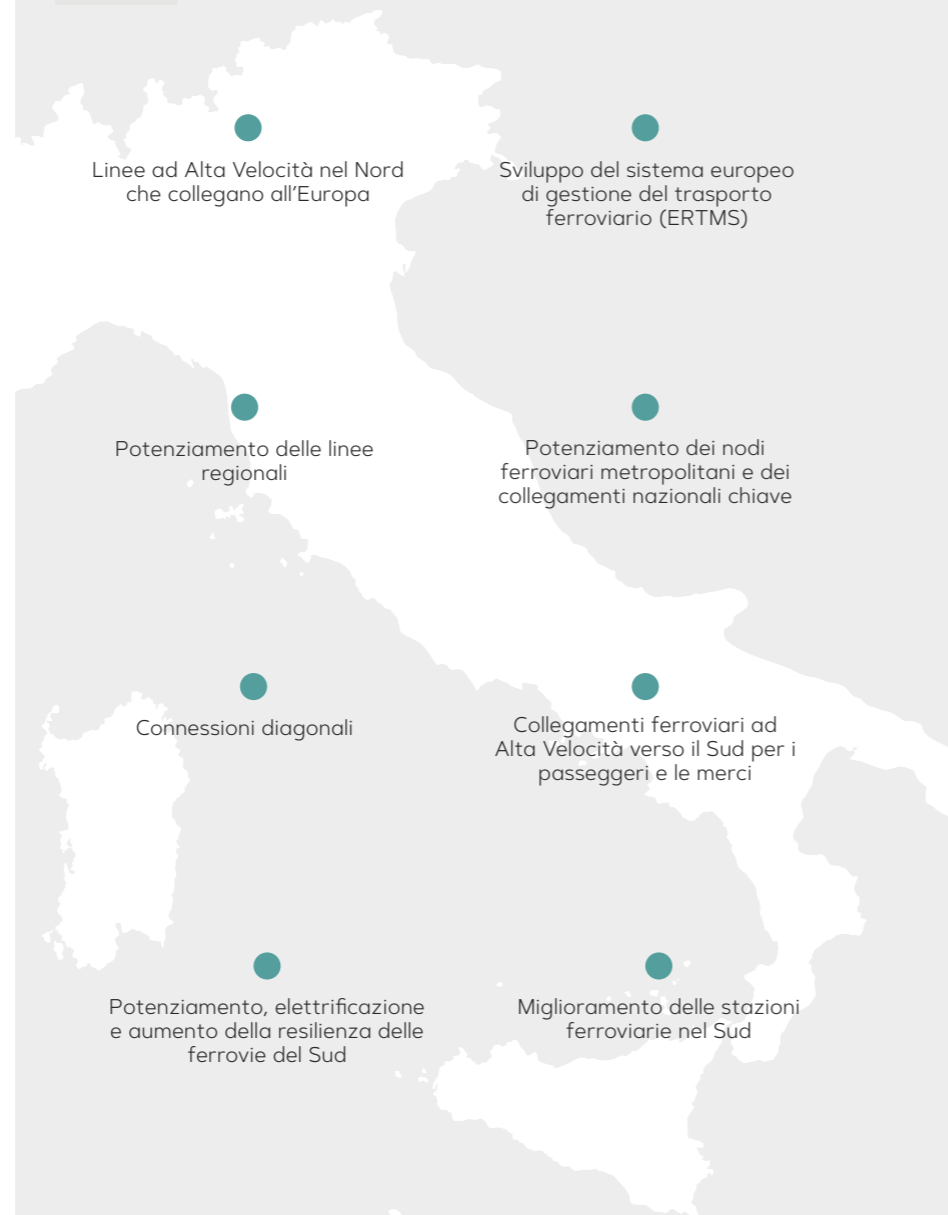 Linee ad Alta Velocità nel Nord
che collegano all'Europa
Sviluppo del sistema europeo
di gestione del trasporto
ferroviario (ERTMS)
Potenziamento delle linee
regionali
Potenziamento dei nodi
ferroviari metropolitani e dei
collegamenti nazionali chiave
Connessioni diagonali
Collegamenti ferroviari ad
Alta Velocità verso il Sud per i
passeggeri e le merci
Potenziamento, elettrificazione
e aumento della resilienza delle
ferrovie del Sud
Miglioramento delle stazioni
ferroviarie nel Sud